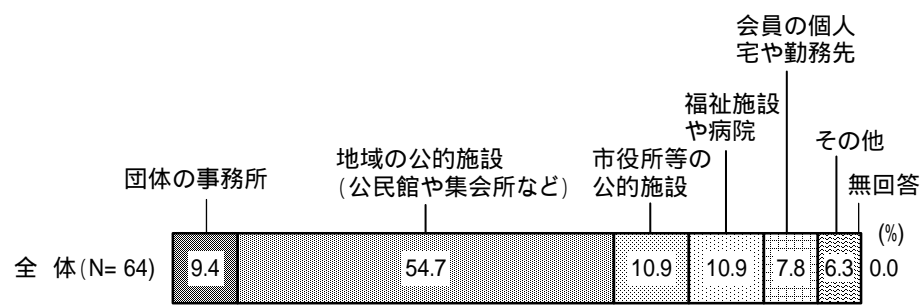 会員の個人
宅や勤務先
福祉施設
や病院
その他
地域の公的施設
(公民館や集会所など)
市役所等の
公的施設
団体の事務所
無回答
(%)
全 体(N= 64) 9.4 54.7 10.9 10.9 7.8 6.3 0.0